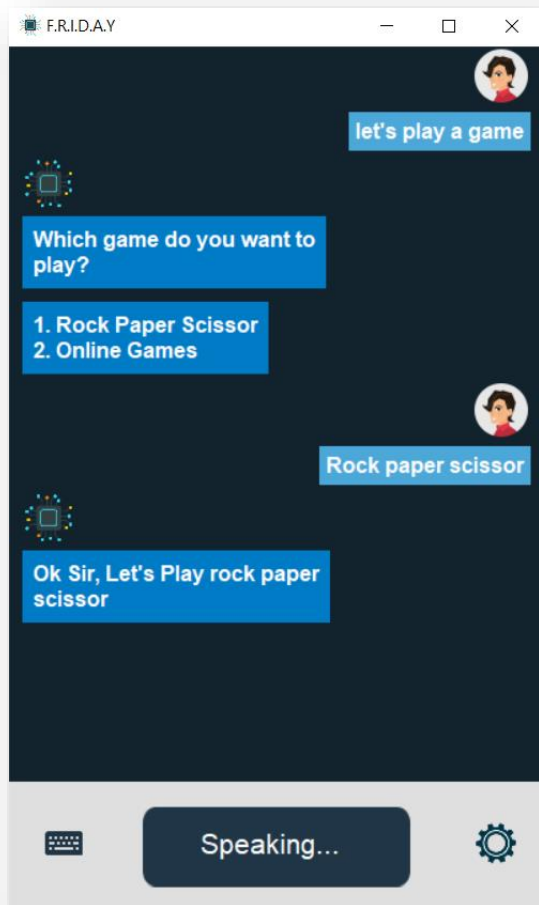 F.R.I.D.A.Y
let's play a game
Which game do you want to
play?
1. Rock Paper Scissor
2. Online Games
Rock paper scissor
Ok Sir, Let's Play rock paper
scissor
Speaking...